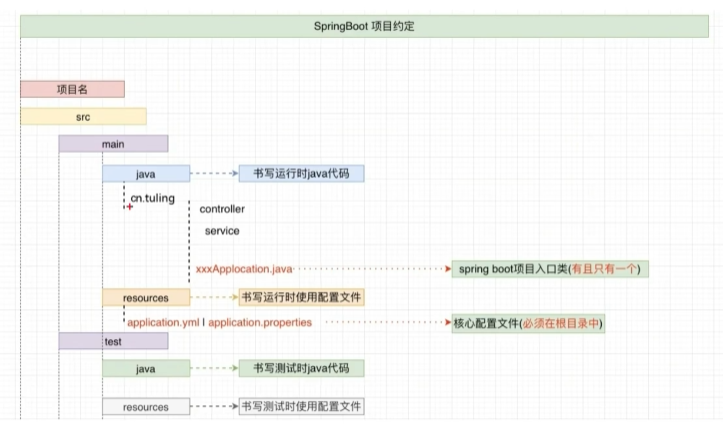 SpringBoot 项目约定
项目名
src
main
java 书写运行时java代码
cn.tuling
controller
service
xxxApplocation.java spring boot项目入口类(有且只有一个)
resources 书写运行时使用配置文件
application.yml | application.properties 核心配置文件(必须在根目录中)
test
java 书写测试时java代码
resources 书写测试时使用配置文件